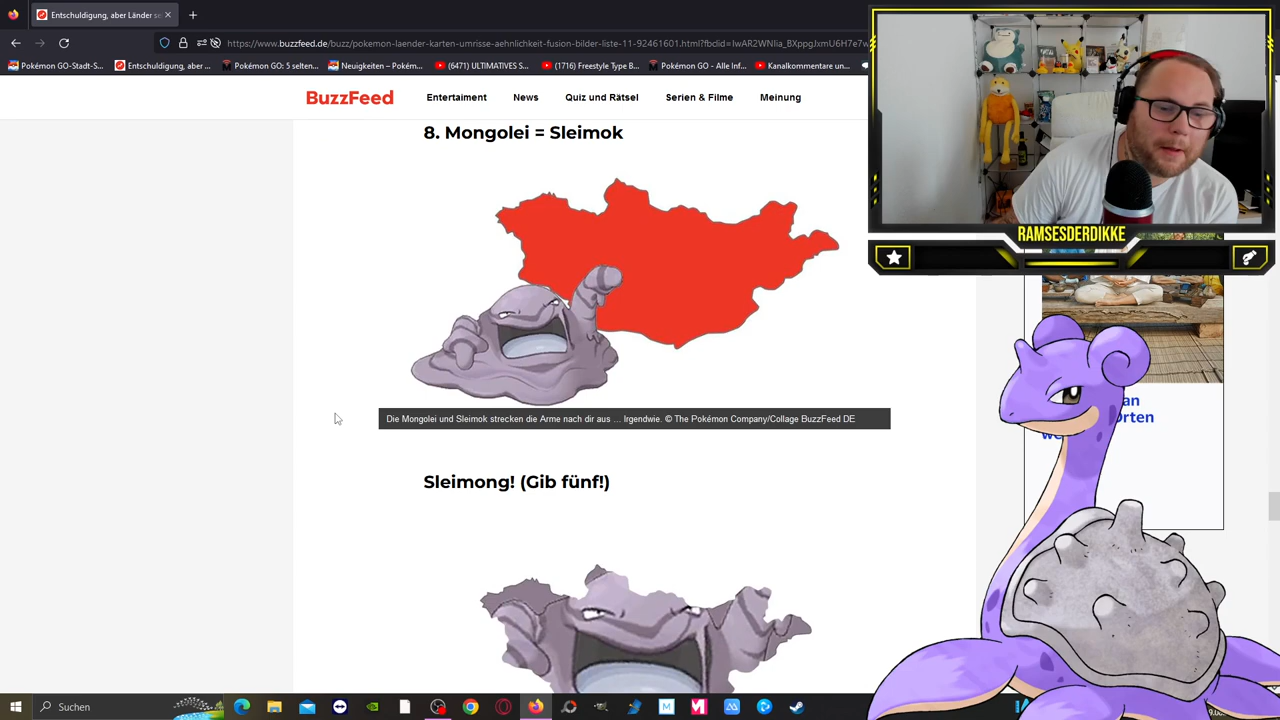 Entschuldigung, aber Länder se
https://www.buzzfeed.de/buzz/pokemon-laender-karten-umrisse-aehnlichkeit-fusion-bilder-liste-11-92461601.html?fbclid=
Pokémon GO-Stadt-S...
Entschuldigung, aber ...
Pokémon GO: 5 selten...
Neuigkeiten – Pokém...
(6471) ULTIMATIVES S...
(1716) Freestyle Type B...
Pokémon GO - Alle Inf...
Kanalkommentare un...
BuzzFeed
Entertaiment
News
Quiz und Rätsel
Serien & Filme
Meinung
RAMSESDERDIKKE
8. Mongolei = Sleimok
Die Mongolei und Sleimok strecken die Arme nach dir aus ... Irgendwie. © The Pokémon Company/Collage BuzzFeed DE
an
Orten
Sleimong! (Gib fünf!)
Suchen